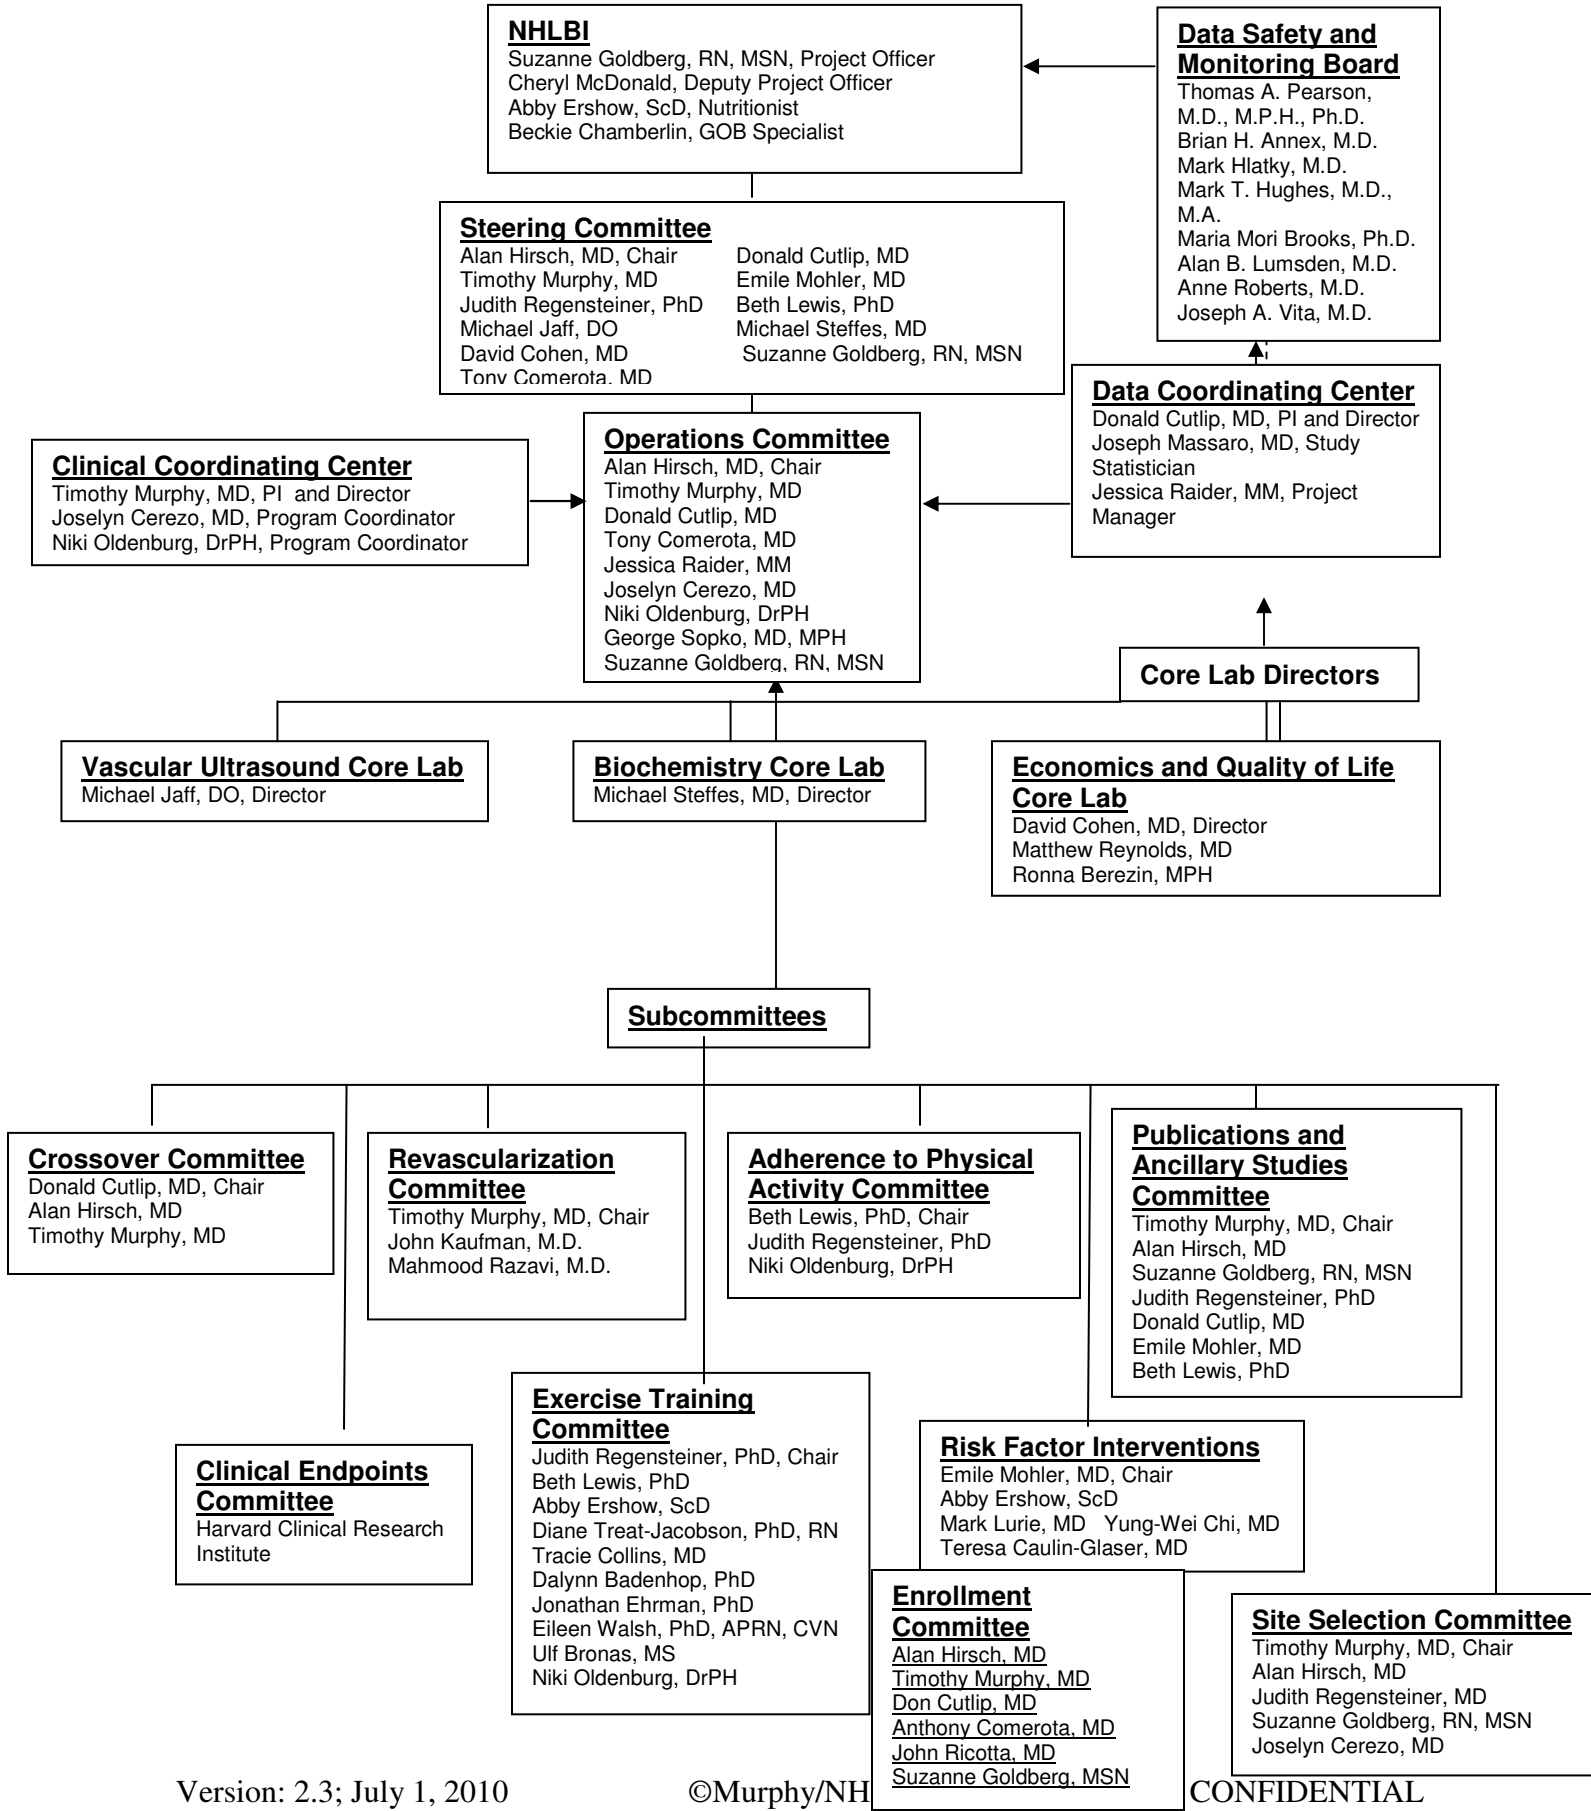 NHLBI
Suzanne Goldberg, RN, MSN, Project Officer
Cheryl McDonald, Deputy Project Officer
Abby Ershow, ScD, Nutritionist
Beckie Chamberlin, GOB Specialist
Data Safety and
Monitoring Board
Thomas A. Pearson,
M.D., M.P.H., Ph.D.
Brian H. Annex, M.D.
Mark Hlatky, M.D.
Mark T. Hughes, M.D.,
M.A.
Maria Mori Brooks, Ph.D.
Alan B. Lumsden, M.D.
Anne Roberts, M.D.
Joseph A. Vita, M.D.
Steering Committee
Alan Hirsch, MD, Chair
Timothy Murphy, MD
Judith Regensteiner, PhD
Michael Jaff, DO
David Cohen, MD
Tony Comerota, MD
Donald Cutlip, MD
Emile Mohler, MD
Beth Lewis, PhD
Michael Steffes, MD
Suzanne Goldberg, RN, MSN
Data Coordinating Center
Donald Cutlip, MD, PI and Director
Joseph Massaro, MD, Study
Statistician
Jessica Raider, MM, Project
Manager
Clinical Coordinating Center
Timothy Murphy, MD, PI  and Director
Joselyn Cerezo, MD, Program Coordinator
Niki Oldenburg, DrPH, Program Coordinator
Operations Committee
Alan Hirsch, MD, Chair
Timothy Murphy, MD
Donald Cutlip, MD
Tony Comerota, MD
Jessica Raider, MM
Joselyn Cerezo, MD
Niki Oldenburg, DrPH
George Sopko, MD, MPH
Suzanne Goldberg, RN, MSN
Core Lab Directors
Vascular Ultrasound Core Lab
Michael Jaff, DO, Director
Biochemistry Core Lab
Michael Steffes, MD, Director
Economics and Quality of Life
Core Lab
David Cohen, MD, Director
Matthew Reynolds, MD
Ronna Berezin, MPH
Subcommittees
Crossover Committee
Donald Cutlip, MD, Chair
Alan Hirsch, MD
Timothy Murphy, MD
Revascularization
Committee
Timothy Murphy, MD, Chair
John Kaufman, M.D.
Mahmood Razavi, M.D.
Adherence to Physical
Activity Committee
Beth Lewis, PhD, Chair
Judith Regensteiner, PhD
Niki Oldenburg, DrPH
Publications and
Ancillary Studies
Committee
Timothy Murphy, MD, Chair
Alan Hirsch, MD
Suzanne Goldberg, RN, MSN
Judith Regensteiner, PhD
Donald Cutlip, MD
Emile Mohler, MD
Beth Lewis, PhD
Clinical Endpoints
Committee
Harvard Clinical Research
Institute
Exercise Training
Committee
Judith Regensteiner, PhD, Chair
Beth Lewis, PhD
Abby Ershow, ScD
Diane Treat-Jacobson, PhD, RN
Tracie Collins, MD
Dalynn Badenhop, PhD
Jonathan Ehrman, PhD
Eileen Walsh, PhD, APRN, CVN
Ulf Bronas, MS
Niki Oldenburg, DrPH
Risk Factor Interventions
Emile Mohler, MD, Chair
Abby Ershow, ScD
Mark Lurie, MD   Yung-Wei Chi, MD
Teresa Caulin-Glaser, MD
Enrollment
Committee
Alan Hirsch, MD
Timothy Murphy, MD
Don Cutlip, MD
Anthony Comerota, MD
John Ricotta, MD
Suzanne Goldberg, MSN
Site Selection Committee
Timothy Murphy, MD, Chair
Alan Hirsch, MD
Judith Regensteiner, MD
Suzanne Goldberg, RN, MSN
Joselyn Cerezo, MD
Version: 2.3; July 1, 2010 ©Murphy/NH CONFIDENTIAL